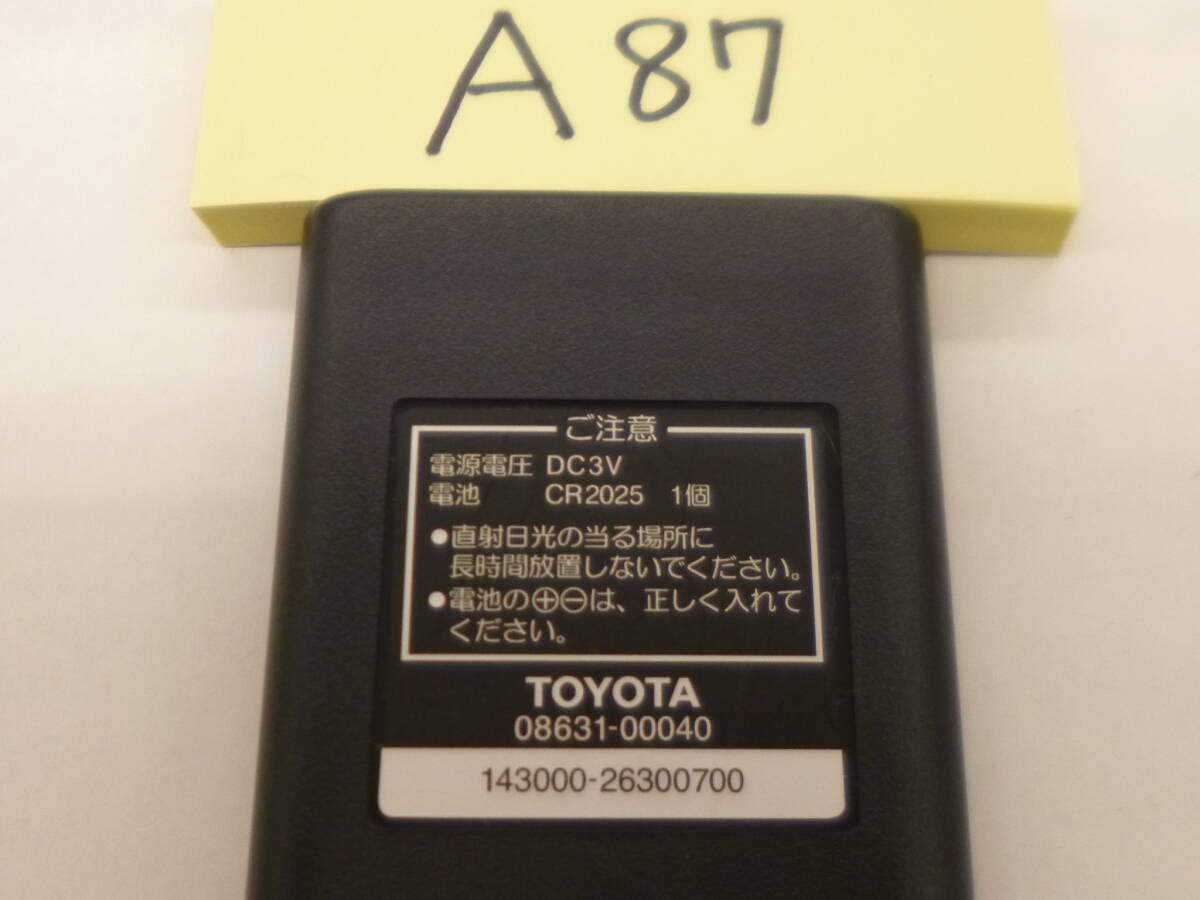 A87
ご注意
電源電圧 DC3V
電池 CR2025 1個
●直射日光の当る場所に
長時間放置しないでください。
●電池の⊕⊖は、正しく入れて
ください。
TOYOTA
08631-00040
143000-26300700